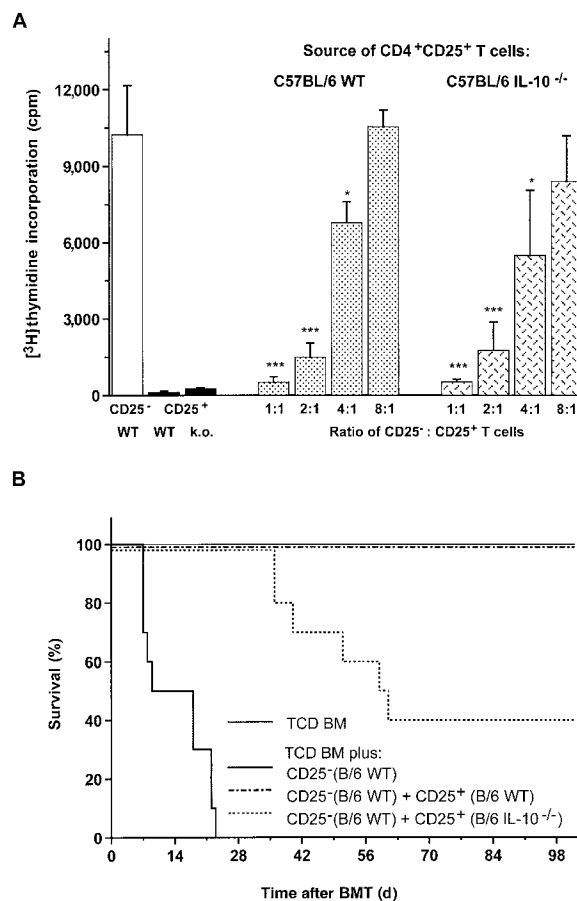 A
Source of CD4⁺CD25⁺ T cells:
C57BL/6 WT C57BL/6 IL-10 ⁻/⁻
[³H]thymidine incorporation (cpm)
12,000
9,000
6,000
3,000
0
*** *** * *** *** *
CD25⁻ CD25⁺
WT WT k.o.
1:1 2:1 4:1 8:1 1:1 2:1 4:1 8:1
Ratio of CD25⁻ : CD25⁺ T cells
B
Survival (%)
100
80
60
40
20
0
TCD BM
TCD BM plus:
CD25⁻(B/6 WT)
CD25⁻(B/6 WT) + CD25⁺ (B/6 WT)
CD25⁻(B/6 WT) + CD25⁺ (B/6 IL-10⁻/⁻)
0 14 28 42 56 70 84 98
Time after BMT (d)